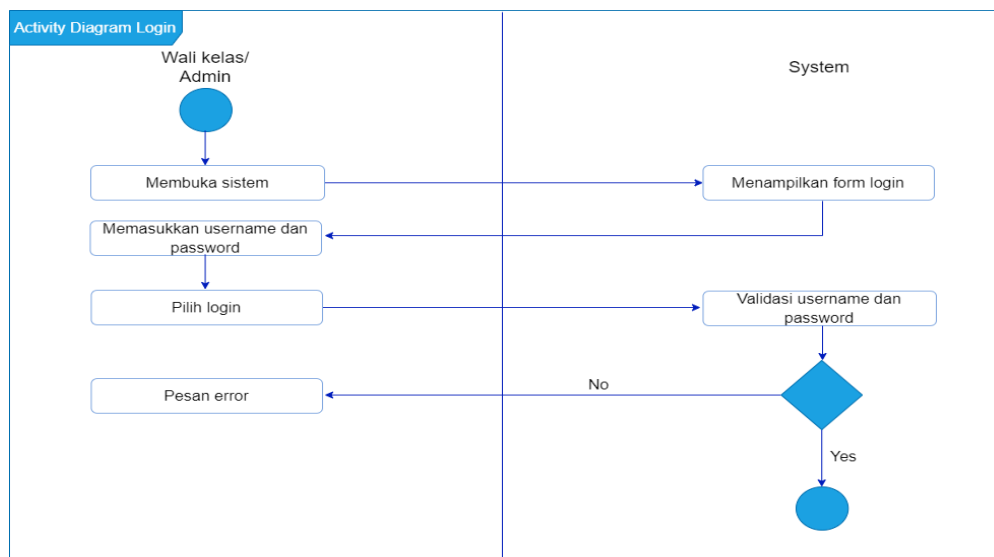 Activity Diagram Login
Wali kelas/
Admin
System
Membuka sistem
Menampilkan form login
Memasukkan username dan
password
Pilih login
Validasi username dan
password
Pesan error
No
Yes